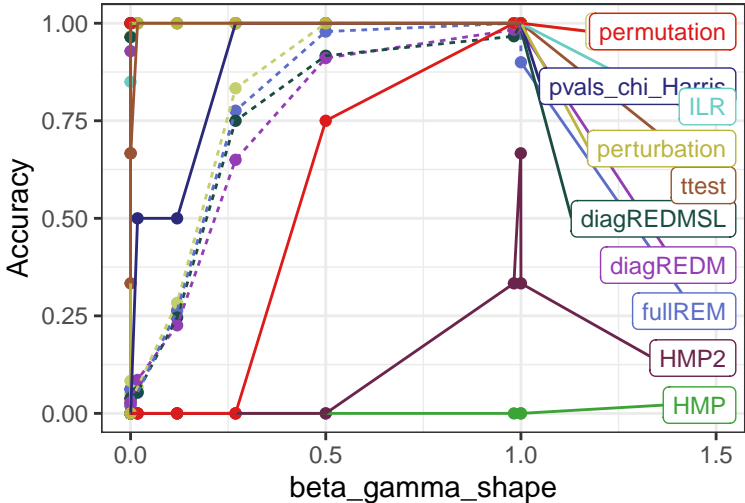 1.00
0.75
0.50
0.25
0.00
Accuracy
permutation
pvals_chi_Harris
ILR
perturbation
ttest
diagREDMSL
diagREDM
fullREM
HMP2
HMP
0.0
0.5
1.0
1.5
beta_gamma_shape